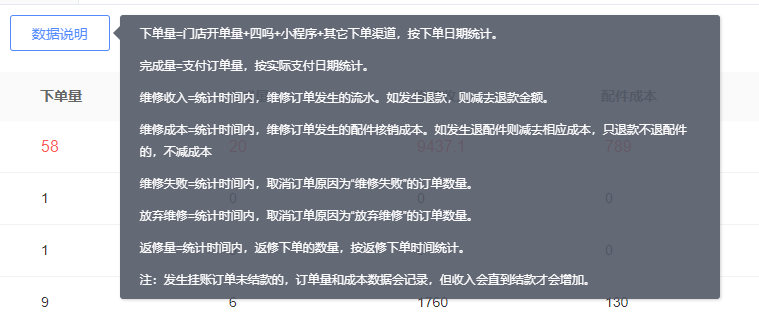 数据说明
下单量=门店开单量+四吗+小程序+其它下单渠道，按下单日期统计。
完成量=支付订单量，按实际支付日期统计。
维修收入=统计时间内，维修订单发生的流水。如发生退款，则减去退款金额。
下单量
配件成本
维修成本=统计时间内，维修订单发生的配件核销成本。如发生退配件则减去相应成本，只退款不退配件
的，不减成本
58 20 9437.1 789
维修失败=统计时间内，取消订单原因为“维修失败”的订单数量。
1 0 0 0
放弃维修=统计时间内，取消订单原因为“放弃维修”的订单数量。
返修量=统计时间内，返修下单的数量，按返修下单时间统计。
1 0 0
注：发生挂账订单未结款的，订单量和成本数据会记录，但收入会直到结款才会增加。
9 6 1760 130